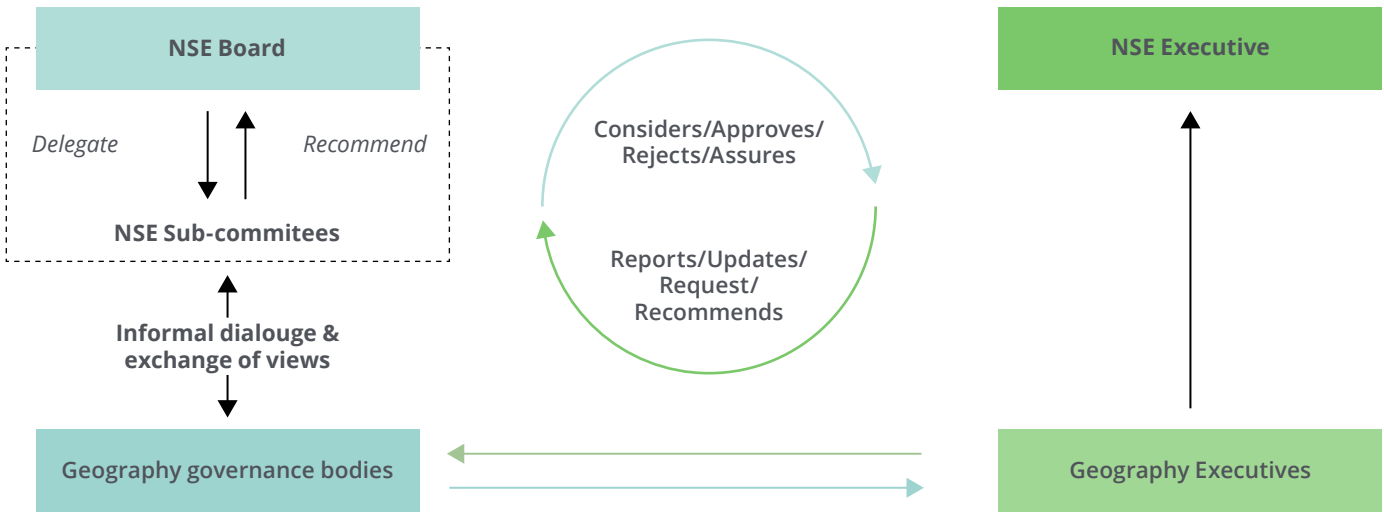 NSE Board
NSE Executive
Delegate
Recommend
Considers/Approves/
Rejects/Assures
NSE Sub-commitees
Reports/Updates/
Request/
Recommends
Informal dialouge &
exchange of views
Geography governance bodies
Geography Executives